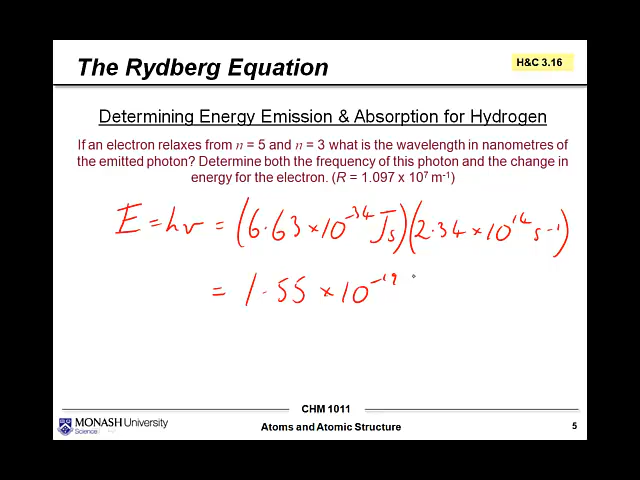 The Rydberg Equation
H&C 3.16
Determining Energy Emission & Absorption for Hydrogen
If an electron relaxes from n = 5 and n = 3 what is the wavelength in nanometres of
the emitted photon? Determine both the frequency of this photon and the change in
energy for the electron. (R = 1.097 x 10⁷ m⁻¹)
E = hν = (6.63 × 10⁻³⁴ Js)(2.34 × 10¹⁴ s⁻¹)
= 1.55 × 10⁻¹⁹
CHM 1011
MONASH University
Science
Atoms and Atomic Structure
5